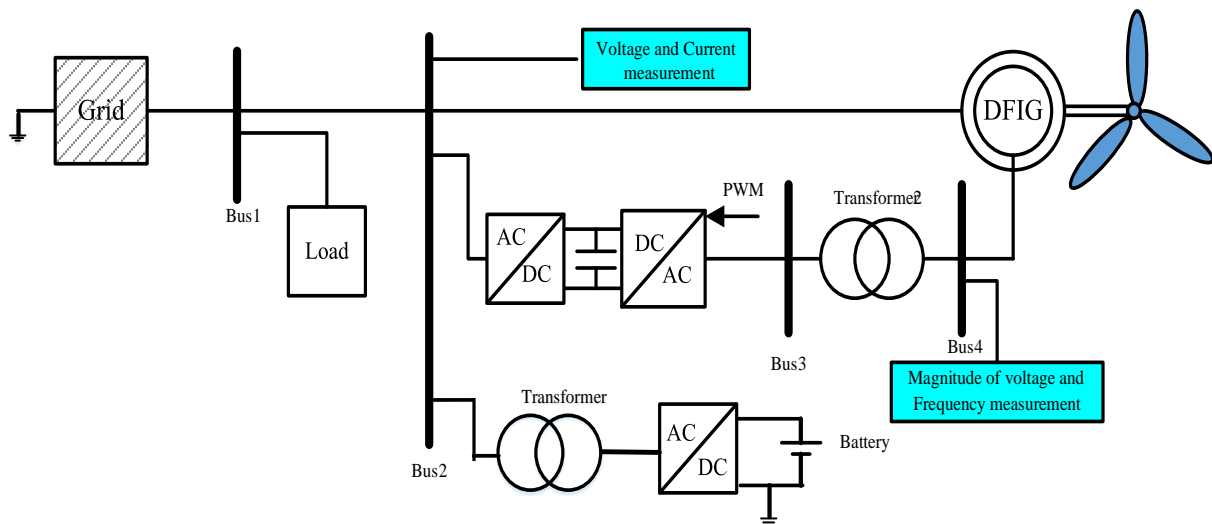 Voltage and Current
measurement
Grid
DFIG
Bus1
Load
PWM
Transformer2
AC
DC
DC
AC
Bus3
Bus4
Magnitude of voltage and
Frequency measurement
Transformer
AC
DC
Battery
Bus2